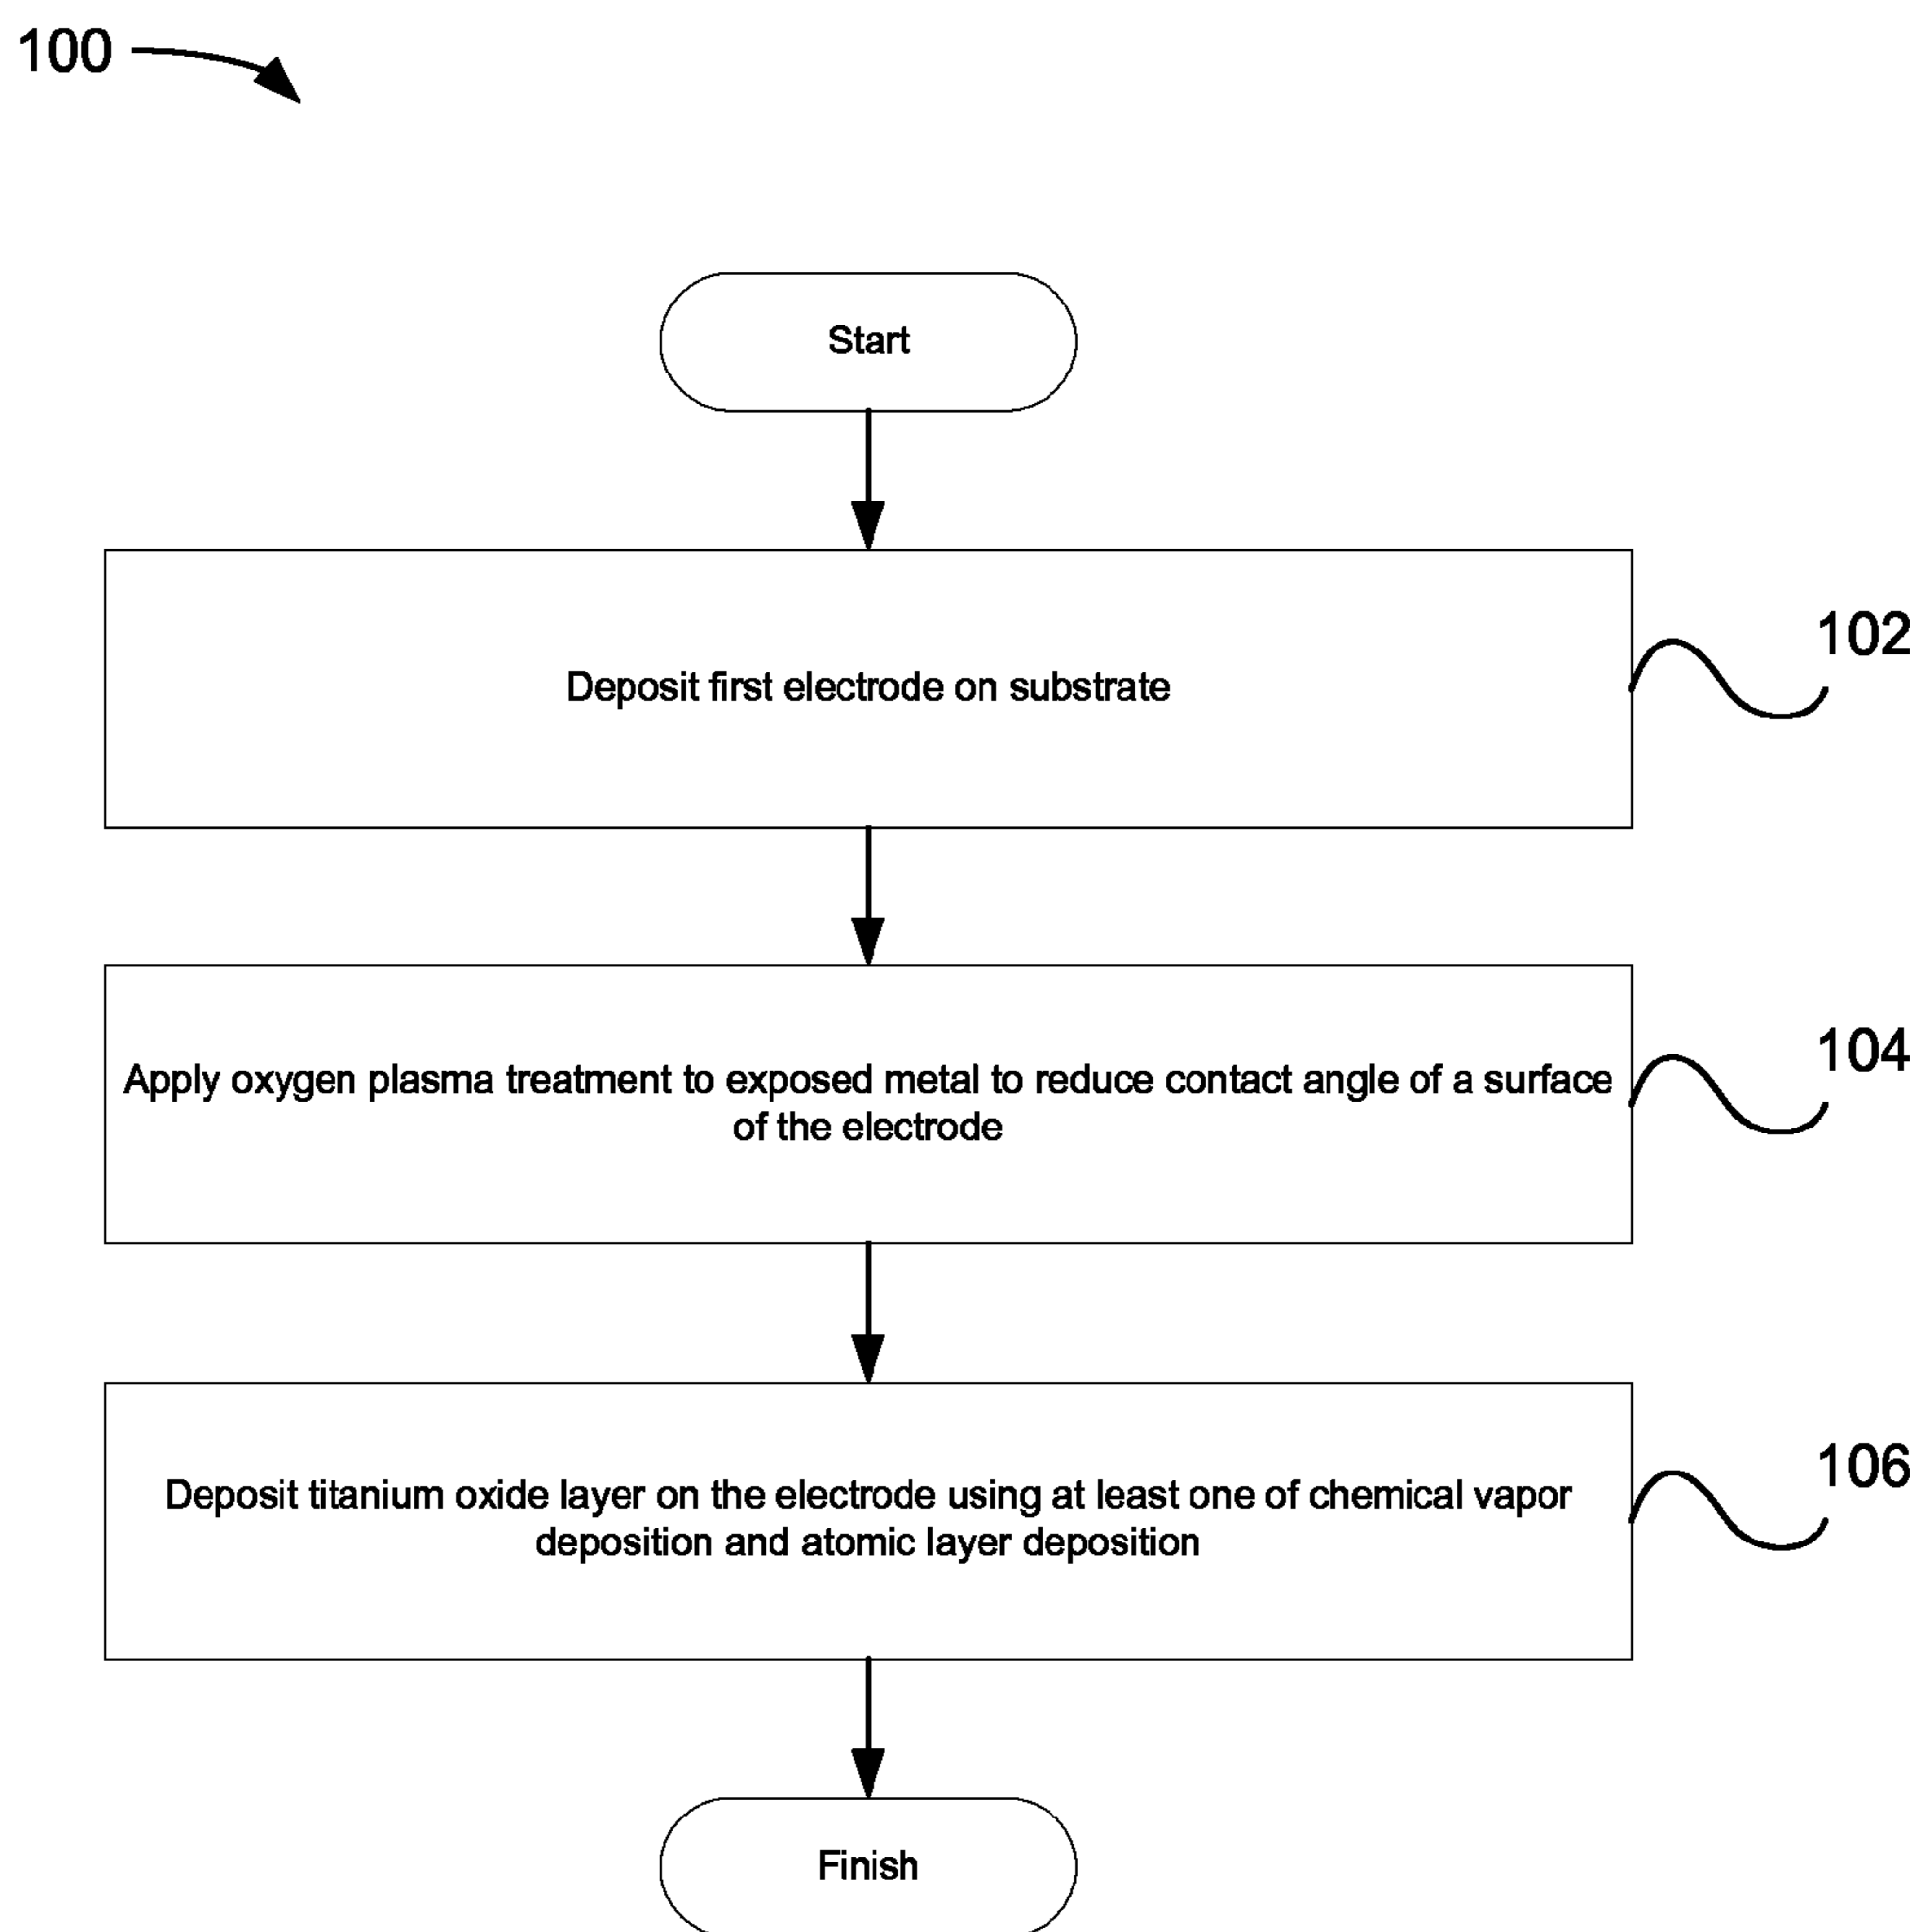 100
Start
Deposit first electrode on substrate
102
Apply oxygen plasma treatment to exposed metal to reduce contact angle of a surface
of the electrode
104
Deposit titanium oxide layer on the electrode using at least one of chemical vapor
deposition and atomic layer deposition
106
Finish